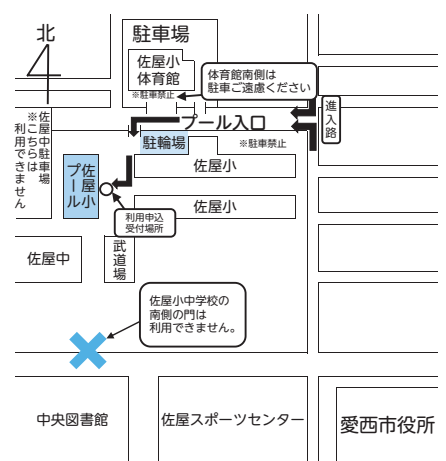 北
駐車場
佐屋小
体育館
※駐車禁止
体育館南側は
駐車ご遠慮ください
進入路
プール入口
駐輪場
※駐車禁止
佐屋中駐車場
※こちらは
利用できません
佐屋小
プール
佐屋小
佐屋小
利用申込
受付場所
佐屋中
武道場
佐屋小中学校の
南側の門は
利用できません。
中央図書館
佐屋スポーツセンター
愛西市役所